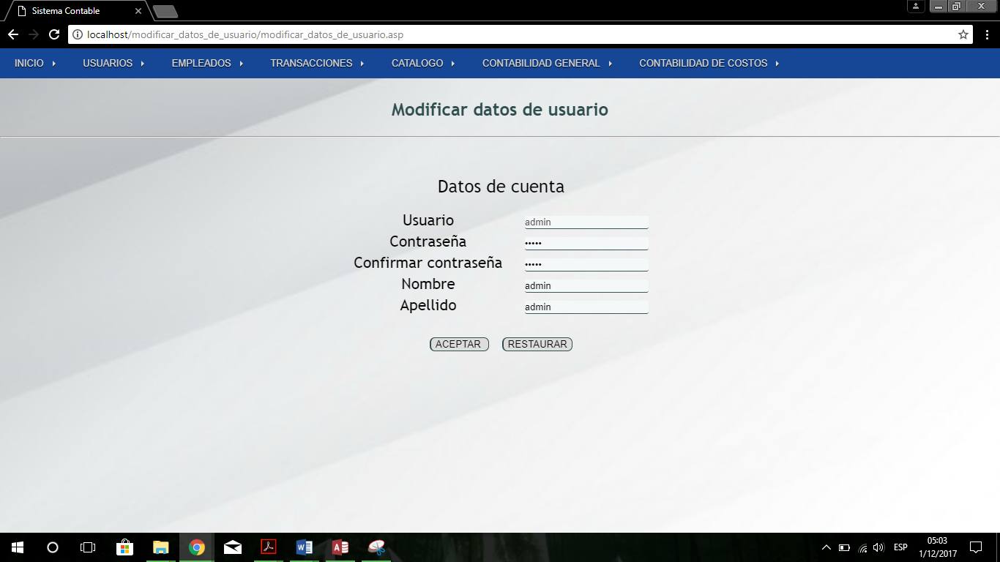 Sistema Contable
localhost/modificar_datos_de_usuario/modificar_datos_de_usuario.asp
INICIO USUARIOS EMPLEADOS TRANSACCIONES CATALOGO CONTABILIDAD GENERAL CONTABILIDAD DE COSTOS
Modificar datos de usuario
Datos de cuenta
Usuario admin
Contraseña •••••
Confirmar contraseña •••••
Nombre admin
Apellido admin
ACEPTAR RESTAURAR
ESP
05:03
1/12/2017